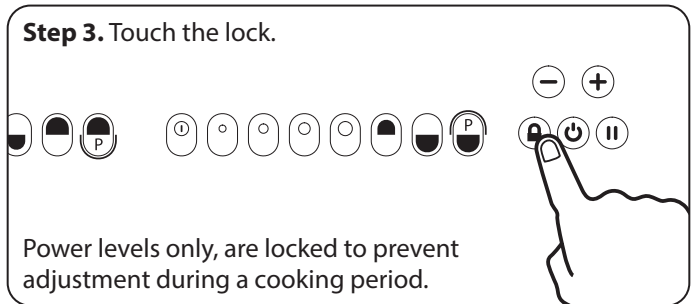 Step 3. Touch the lock.
P
P
Power levels only, are locked to prevent
adjustment during a cooking period.